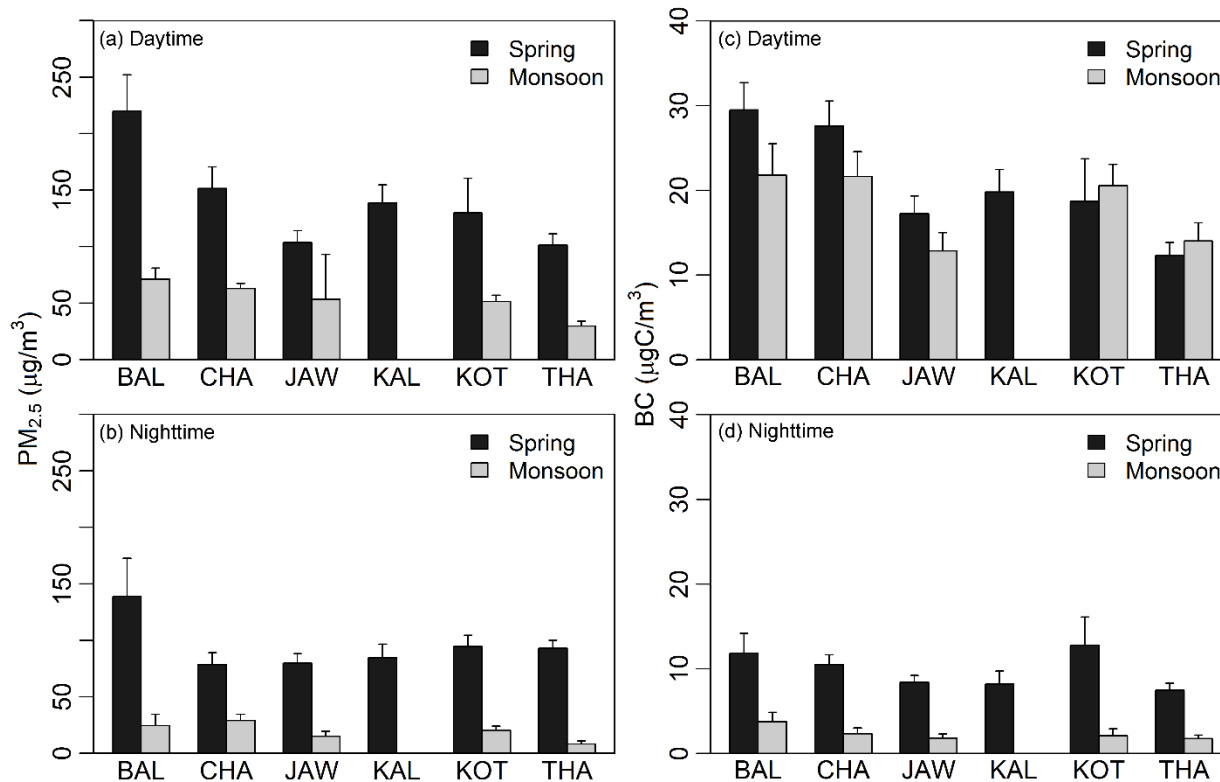 (a) Daytime
Spring
Monsoon
250
150
50
0
BAL CHA JAW KAL KOT THA
PM2.5 (µg/m³)
(b) Nighttime
Spring
Monsoon
250
150
50
0
BAL CHA JAW KAL KOT THA
(c) Daytime
Spring
Monsoon
40
30
20
10
0
BAL CHA JAW KAL KOT THA
BC (µgC/m³)
(d) Nighttime
Spring
Monsoon
40
30
20
10
0
BAL CHA JAW KAL KOT THA